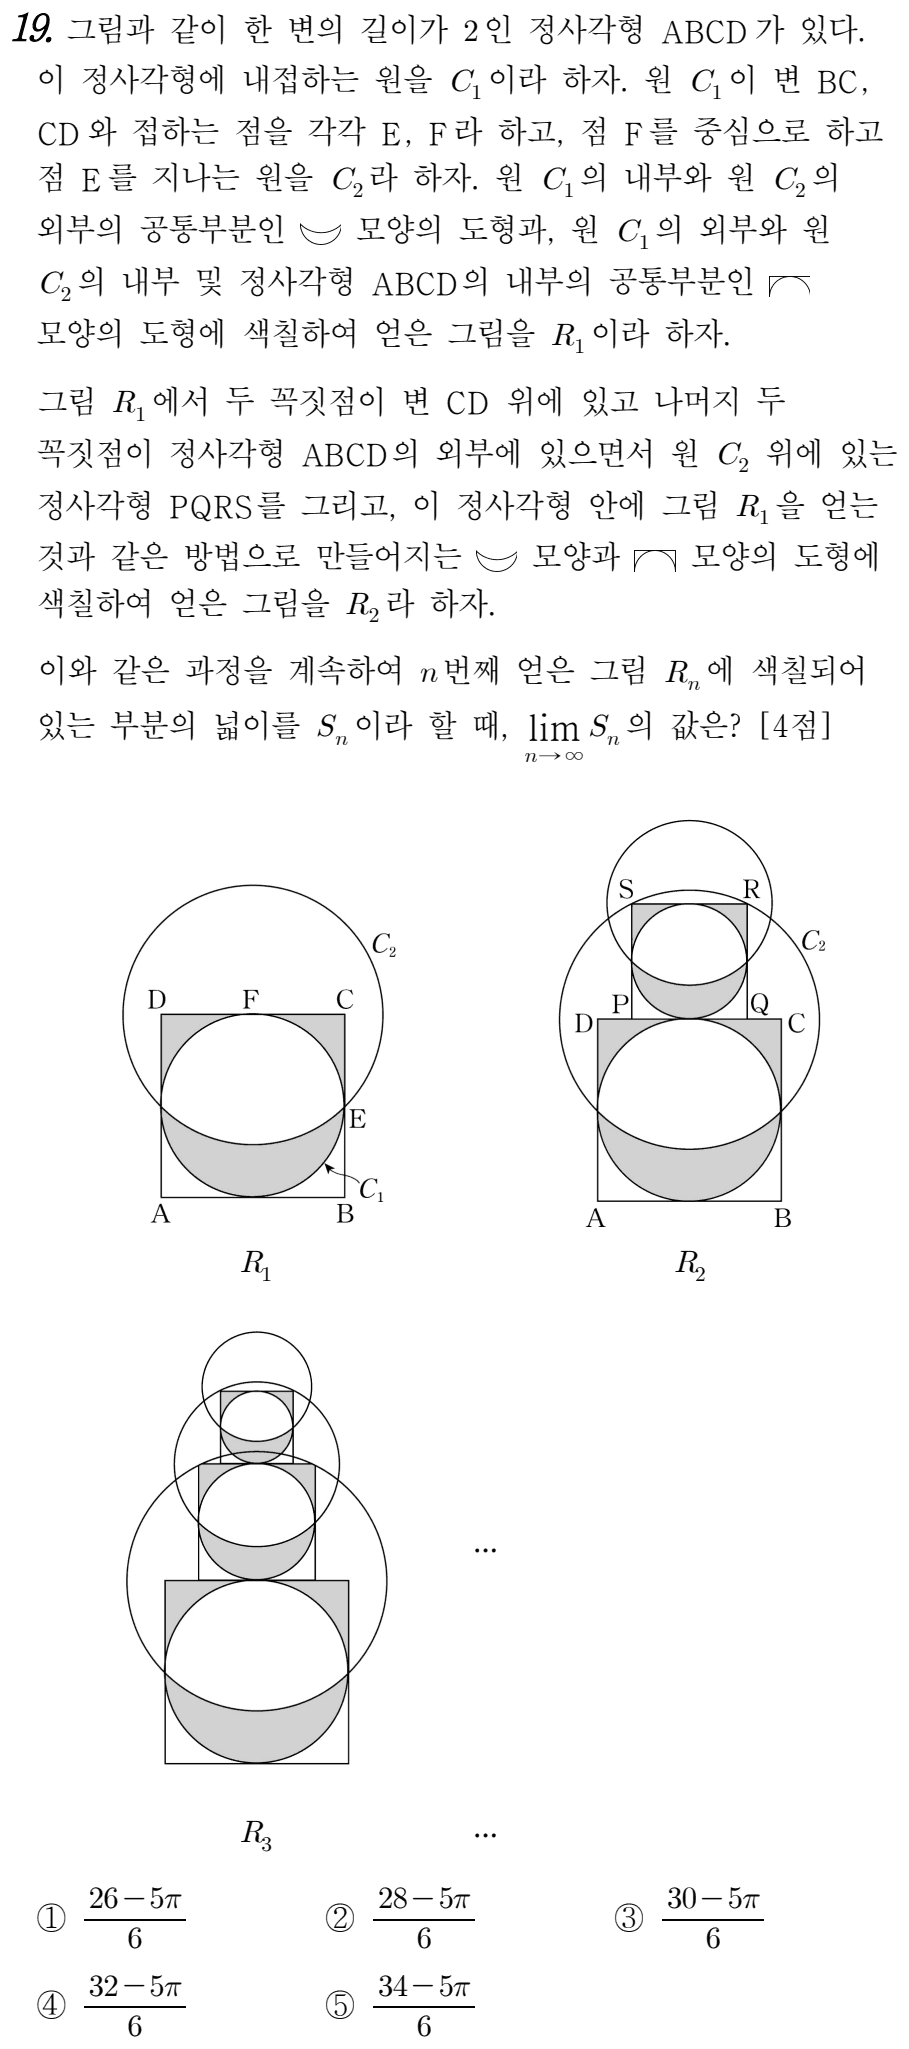 19. 그림과 같이 한 변의 길이가 2인 정사각형 ABCD가 있다.
이 정사각형에 내접하는 원을 C₁이라 하자. 원 C₁이 변 BC,
CD와 접하는 점을 각각 E, F라 하고, 점 F를 중심으로 하고
점 E를 지나는 원을 C₂라 하자. 원 C₁의 내부와 원 C₂의
외부의 공통부분인 모양의 도형과, 원 C₁의 외부와 원
C₂의 내부 및 정사각형 ABCD의 내부의 공통부분인
모양의 도형에 색칠하여 얻은 그림을 R₁이라 하자.
그림 R₁에서 두 꼭짓점이 변 CD 위에 있고 나머지 두
꼭짓점이 정사각형 ABCD의 외부에 있으면서 원 C₂ 위에 있는
정사각형 PQRS를 그리고, 이 정사각형 안에 그림 R₁을 얻는
것과 같은 방법으로 만들어지는 모양과 모양의 도형에
색칠하여 얻은 그림을 R₂라 하자.
이와 같은 과정을 계속하여 n번째 얻은 그림 Rₙ에 색칠되어
있는 부분의 넓이를 Sₙ이라 할 때, lim n→∞ Sₙ의 값은? [4점]
S R
C₂ C₂
D F C P Q
D C
E
C₁
A B A B
R₁ R₂
...
R₃ ...
① (26－5π)/6 ② (28－5π)/6 ③ (30－5π)/6
④ (32－5π)/6 ⑤ (34－5π)/6